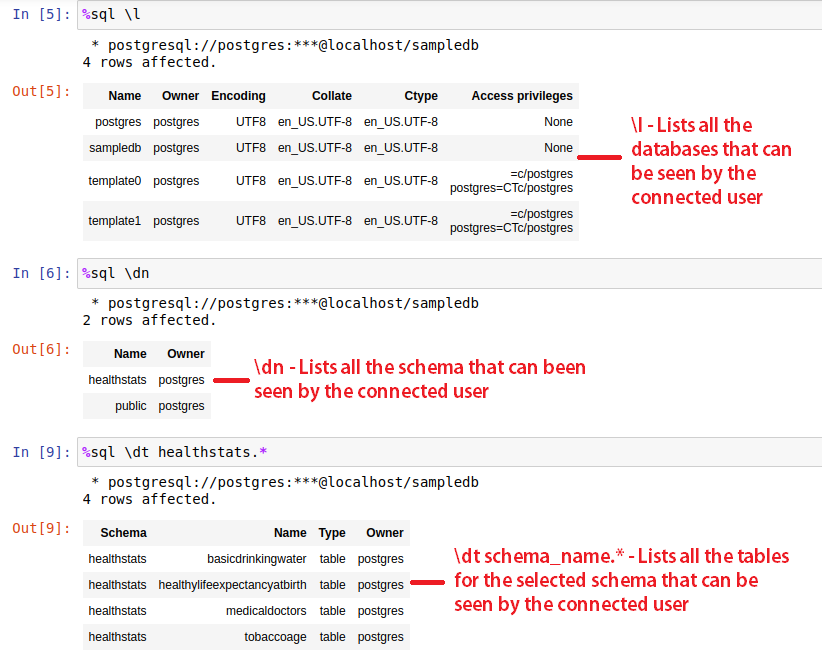 In [5]: %sql \l
* postgresql://postgres:***@localhost/sampledb
4 rows affected.
Out[5]:
Name Owner Encoding Collate Ctype Access privileges
postgres postgres UTF8 en_US.UTF-8 en_US.UTF-8 None
sampledb postgres UTF8 en_US.UTF-8 en_US.UTF-8 None
template0 postgres UTF8 en_US.UTF-8 en_US.UTF-8 =c/postgres
postgres=CTc/postgres
template1 postgres UTF8 en_US.UTF-8 en_US.UTF-8 =c/postgres
postgres=CTc/postgres
\l - Lists all the
databases that can
be seen by the
connected user
In [6]: %sql \dn
* postgresql://postgres:***@localhost/sampledb
2 rows affected.
Out[6]:
Name Owner
healthstats postgres
public postgres
\dn - Lists all the schema that can been
seen by the connected user
In [9]: %sql \dt healthstats.*
* postgresql://postgres:***@localhost/sampledb
4 rows affected.
Out[9]:
Schema Name Type Owner
healthstats basicdrinkingwater table postgres
healthstats healthylifeexpectancyatbirth table postgres
healthstats medicaldoctors table postgres
healthstats tobaccoage table postgres
\dt schema_name.* - Lists all the tables
for the selected schema that can be
seen by the connected user